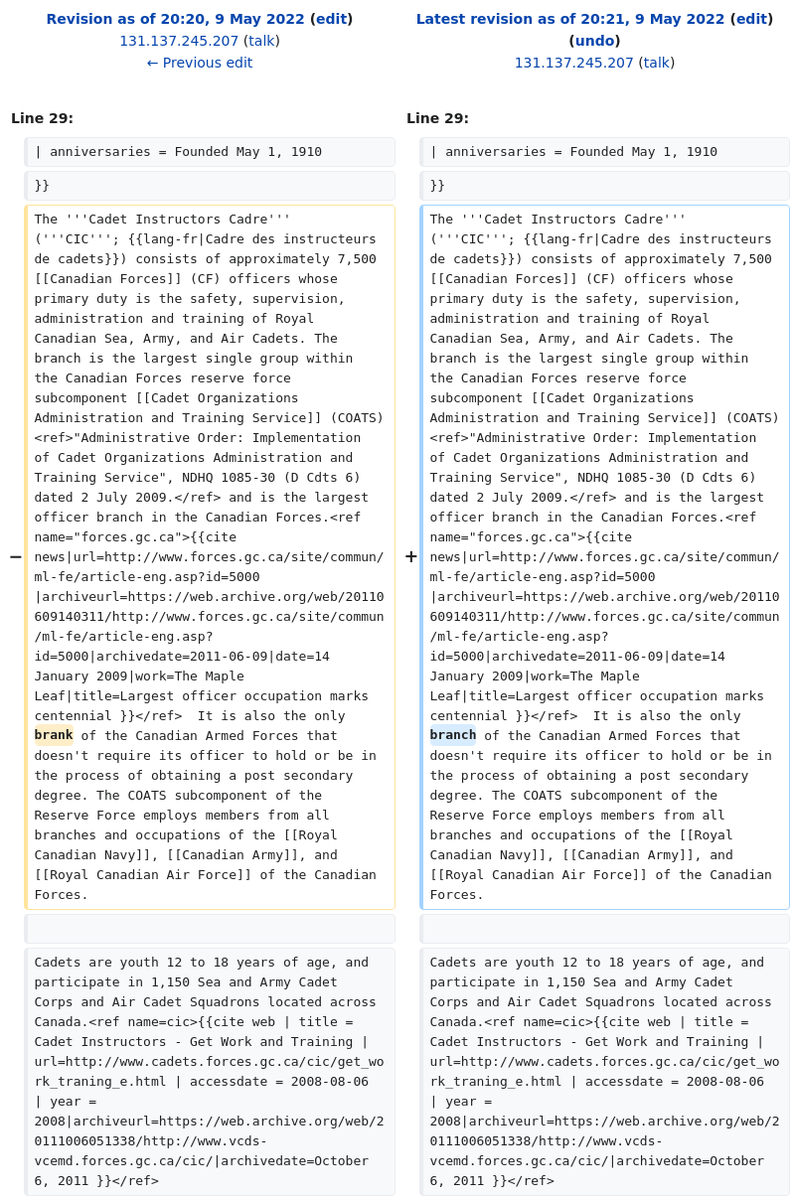 Revision as of 20:20, 9 May 2022 (edit)
131.137.245.207 (talk)
← Previous edit
Latest revision as of 20:21, 9 May 2022 (edit)
(undo)
131.137.245.207 (talk)
Line 29:
Line 29:
| anniversaries = Founded May 1, 1910
| anniversaries = Founded May 1, 1910
}}
}}
−
The '''Cadet Instructors Cadre'''
('''CIC'''; {{lang-fr|Cadre des instructeurs
de cadets}}) consists of approximately 7,500
[[Canadian Forces]] (CF) officers whose
primary duty is the safety, supervision,
administration and training of Royal
Canadian Sea, Army, and Air Cadets. The
branch is the largest single group within
the Canadian Forces reserve force
subcomponent [[Cadet Organizations
Administration and Training Service]] (COATS)
<ref>"Administrative Order: Implementation
of Cadet Organizations Administration and
Training Service", NDHQ 1085-30 (D Cdts 6)
dated 2 July 2009.</ref> and is the largest
officer branch in the Canadian Forces.<ref
name="forces.gc.ca">{{cite
news|url=http://www.forces.gc.ca/site/commun/
ml-fe/article-eng.asp?id=5000
|archiveurl=https://web.archive.org/web/20110
609140311/http://www.forces.gc.ca/site/commun
/ml-fe/article-eng.asp?
id=5000|archivedate=2011-06-09|date=14
January 2009|work=The Maple
Leaf|title=Largest officer occupation marks
centennial }}</ref>  It is also the only
brank of the Canadian Armed Forces that
doesn't require its officer to hold or be in
the process of obtaining a post secondary
degree. The COATS subcomponent of the
Reserve Force employs members from all
branches and occupations of the [[Royal
Canadian Navy]], [[Canadian Army]], and
[[Royal Canadian Air Force]] of the Canadian
Forces.
+
The '''Cadet Instructors Cadre'''
('''CIC'''; {{lang-fr|Cadre des instructeurs
de cadets}}) consists of approximately 7,500
[[Canadian Forces]] (CF) officers whose
primary duty is the safety, supervision,
administration and training of Royal
Canadian Sea, Army, and Air Cadets. The
branch is the largest single group within
the Canadian Forces reserve force
subcomponent [[Cadet Organizations
Administration and Training Service]] (COATS)
<ref>"Administrative Order: Implementation
of Cadet Organizations Administration and
Training Service", NDHQ 1085-30 (D Cdts 6)
dated 2 July 2009.</ref> and is the largest
officer branch in the Canadian Forces.<ref
name="forces.gc.ca">{{cite
news|url=http://www.forces.gc.ca/site/commun/
ml-fe/article-eng.asp?id=5000
|archiveurl=https://web.archive.org/web/20110
609140311/http://www.forces.gc.ca/site/commun
/ml-fe/article-eng.asp?
id=5000|archivedate=2011-06-09|date=14
January 2009|work=The Maple
Leaf|title=Largest officer occupation marks
centennial }}</ref>  It is also the only
branch of the Canadian Armed Forces that
doesn't require its officer to hold or be in
the process of obtaining a post secondary
degree. The COATS subcomponent of the
Reserve Force employs members from all
branches and occupations of the [[Royal
Canadian Navy]], [[Canadian Army]], and
[[Royal Canadian Air Force]] of the Canadian
Forces.
Cadets are youth 12 to 18 years of age, and
participate in 1,150 Sea and Army Cadet
Corps and Air Cadet Squadrons located across
Canada.<ref name=cic>{{cite web | title =
Cadet Instructors - Get Work and Training |
url=http://www.cadets.forces.gc.ca/cic/get_wo
rk_traning_e.html | accessdate = 2008-08-06
| year =
2008|archiveurl=https://web.archive.org/web/2
0111006051338/http://www.vcds-
vcemd.forces.gc.ca/cic/|archivedate=October
6, 2011 }}</ref>
Cadets are youth 12 to 18 years of age, and
participate in 1,150 Sea and Army Cadet
Corps and Air Cadet Squadrons located across
Canada.<ref name=cic>{{cite web | title =
Cadet Instructors - Get Work and Training |
url=http://www.cadets.forces.gc.ca/cic/get_wo
rk_traning_e.html | accessdate = 2008-08-06
| year =
2008|archiveurl=https://web.archive.org/web/2
0111006051338/http://www.vcds-
vcemd.forces.gc.ca/cic/|archivedate=October
6, 2011 }}</ref>